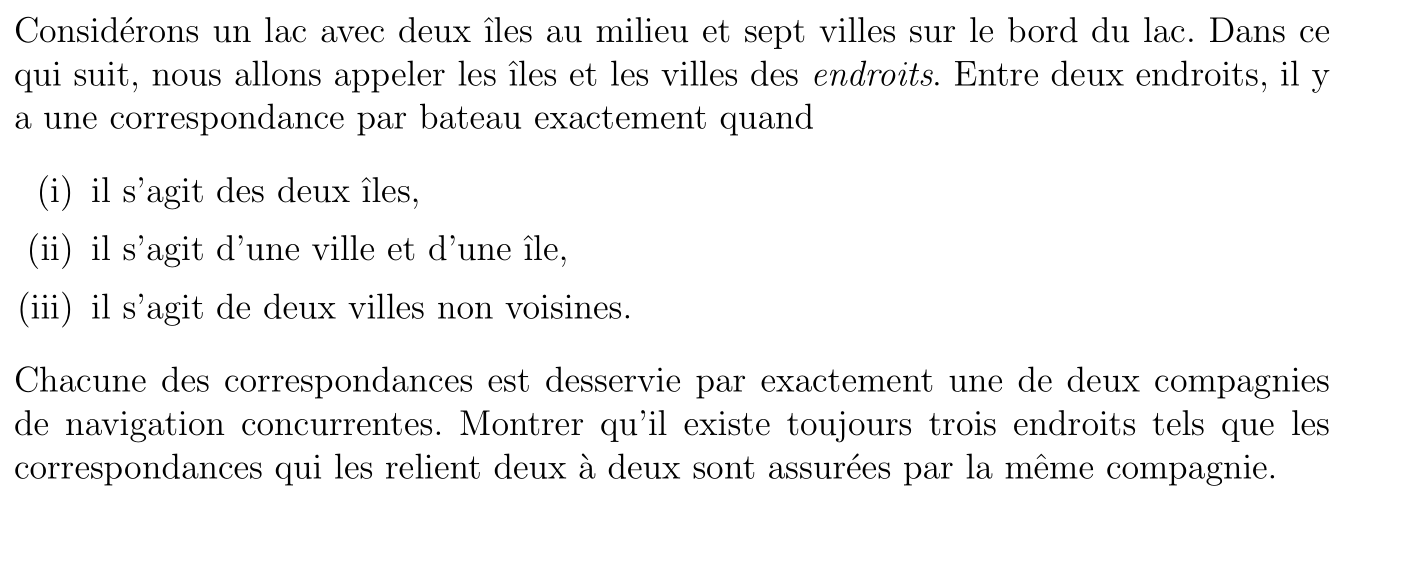 Considérons un lac avec deux îles au milieu et sept villes sur le bord du lac. Dans ce
qui suit, nous allons appeler les îles et les villes des endroits. Entre deux endroits, il y
a une correspondance par bateau exactement quand
(i) il s'agit des deux îles,
(ii) il s'agit d'une ville et d'une île,
(iii) il s'agit de deux villes non voisines.
Chacune des correspondances est desservie par exactement une de deux compagnies
de navigation concurrentes. Montrer qu'il existe toujours trois endroits tels que les
correspondances qui les relient deux à deux sont assurées par la même compagnie.